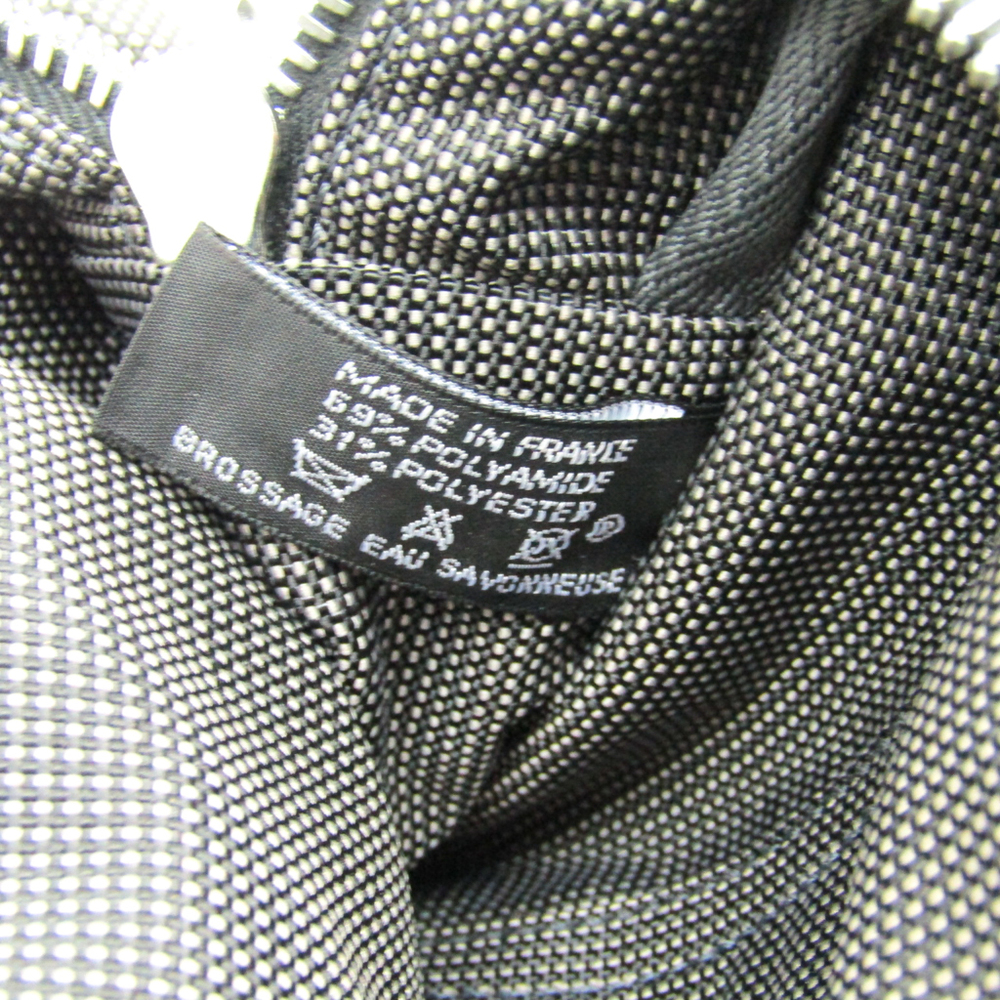 MADE IN FRANCE
69% POLYAMIDE
31% POLYESTER
P
BROSSAGE EAU SAVONNEUSE